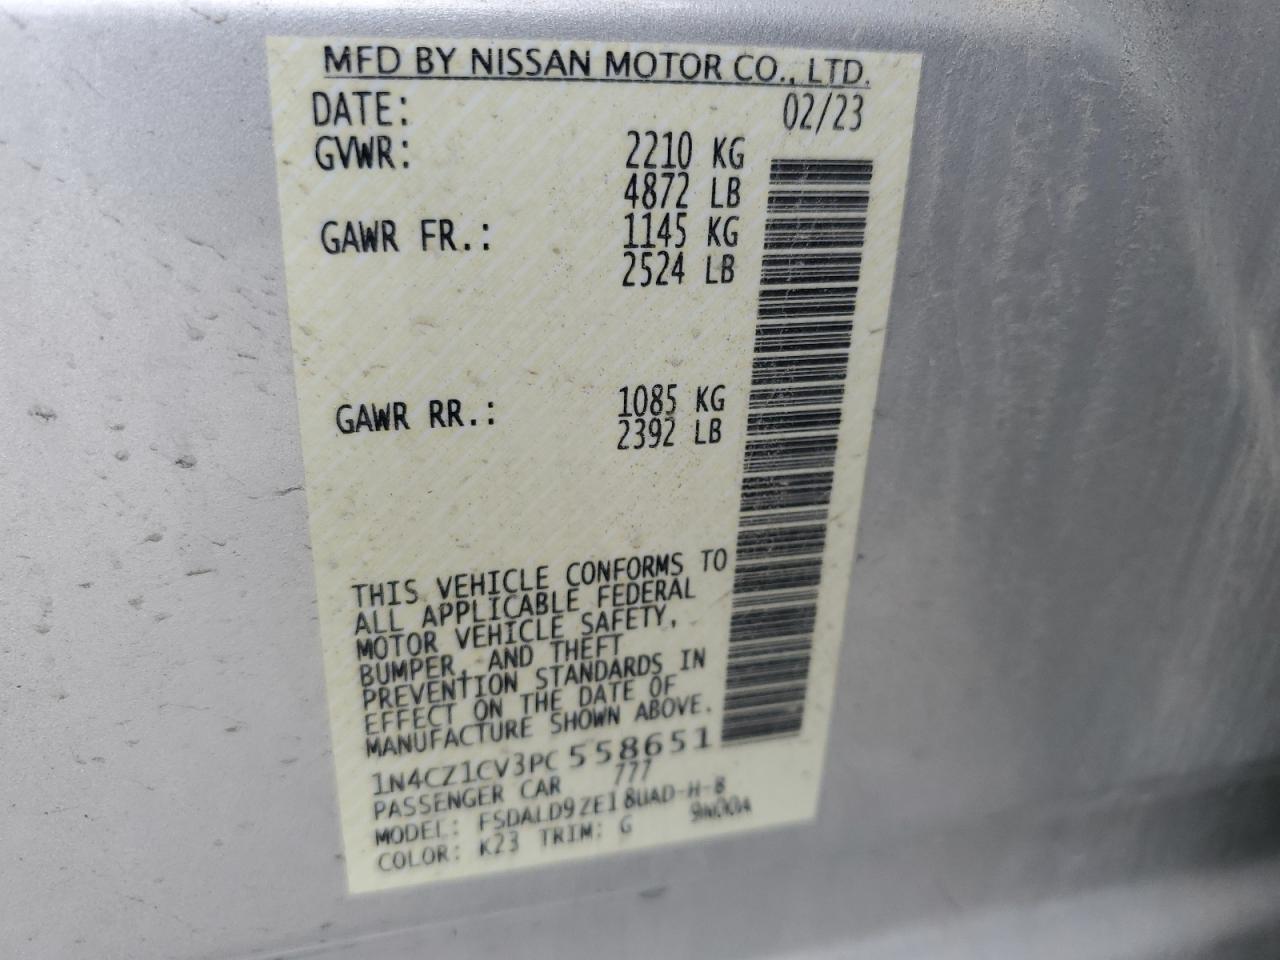 MFD BY NISSAN MOTOR CO., LTD.
DATE: 02/23
GVWR: 2210 KG
4872 LB
GAWR FR.: 1145 KG
2524 LB
GAWR RR.: 1085 KG
2392 LB
THIS VEHICLE CONFORMS TO
ALL APPLICABLE FEDERAL
MOTOR VEHICLE SAFETY,
BUMPER, AND THEFT
PREVENTION STANDARDS IN
EFFECT ON THE DATE OF
MANUFACTURE SHOWN ABOVE.
1N4CZ1CV3PC558651
PASSENGER CAR 777
MODEL: FSDALD9ZE18UAD-H-B
COLOR: K23 TRIM: G